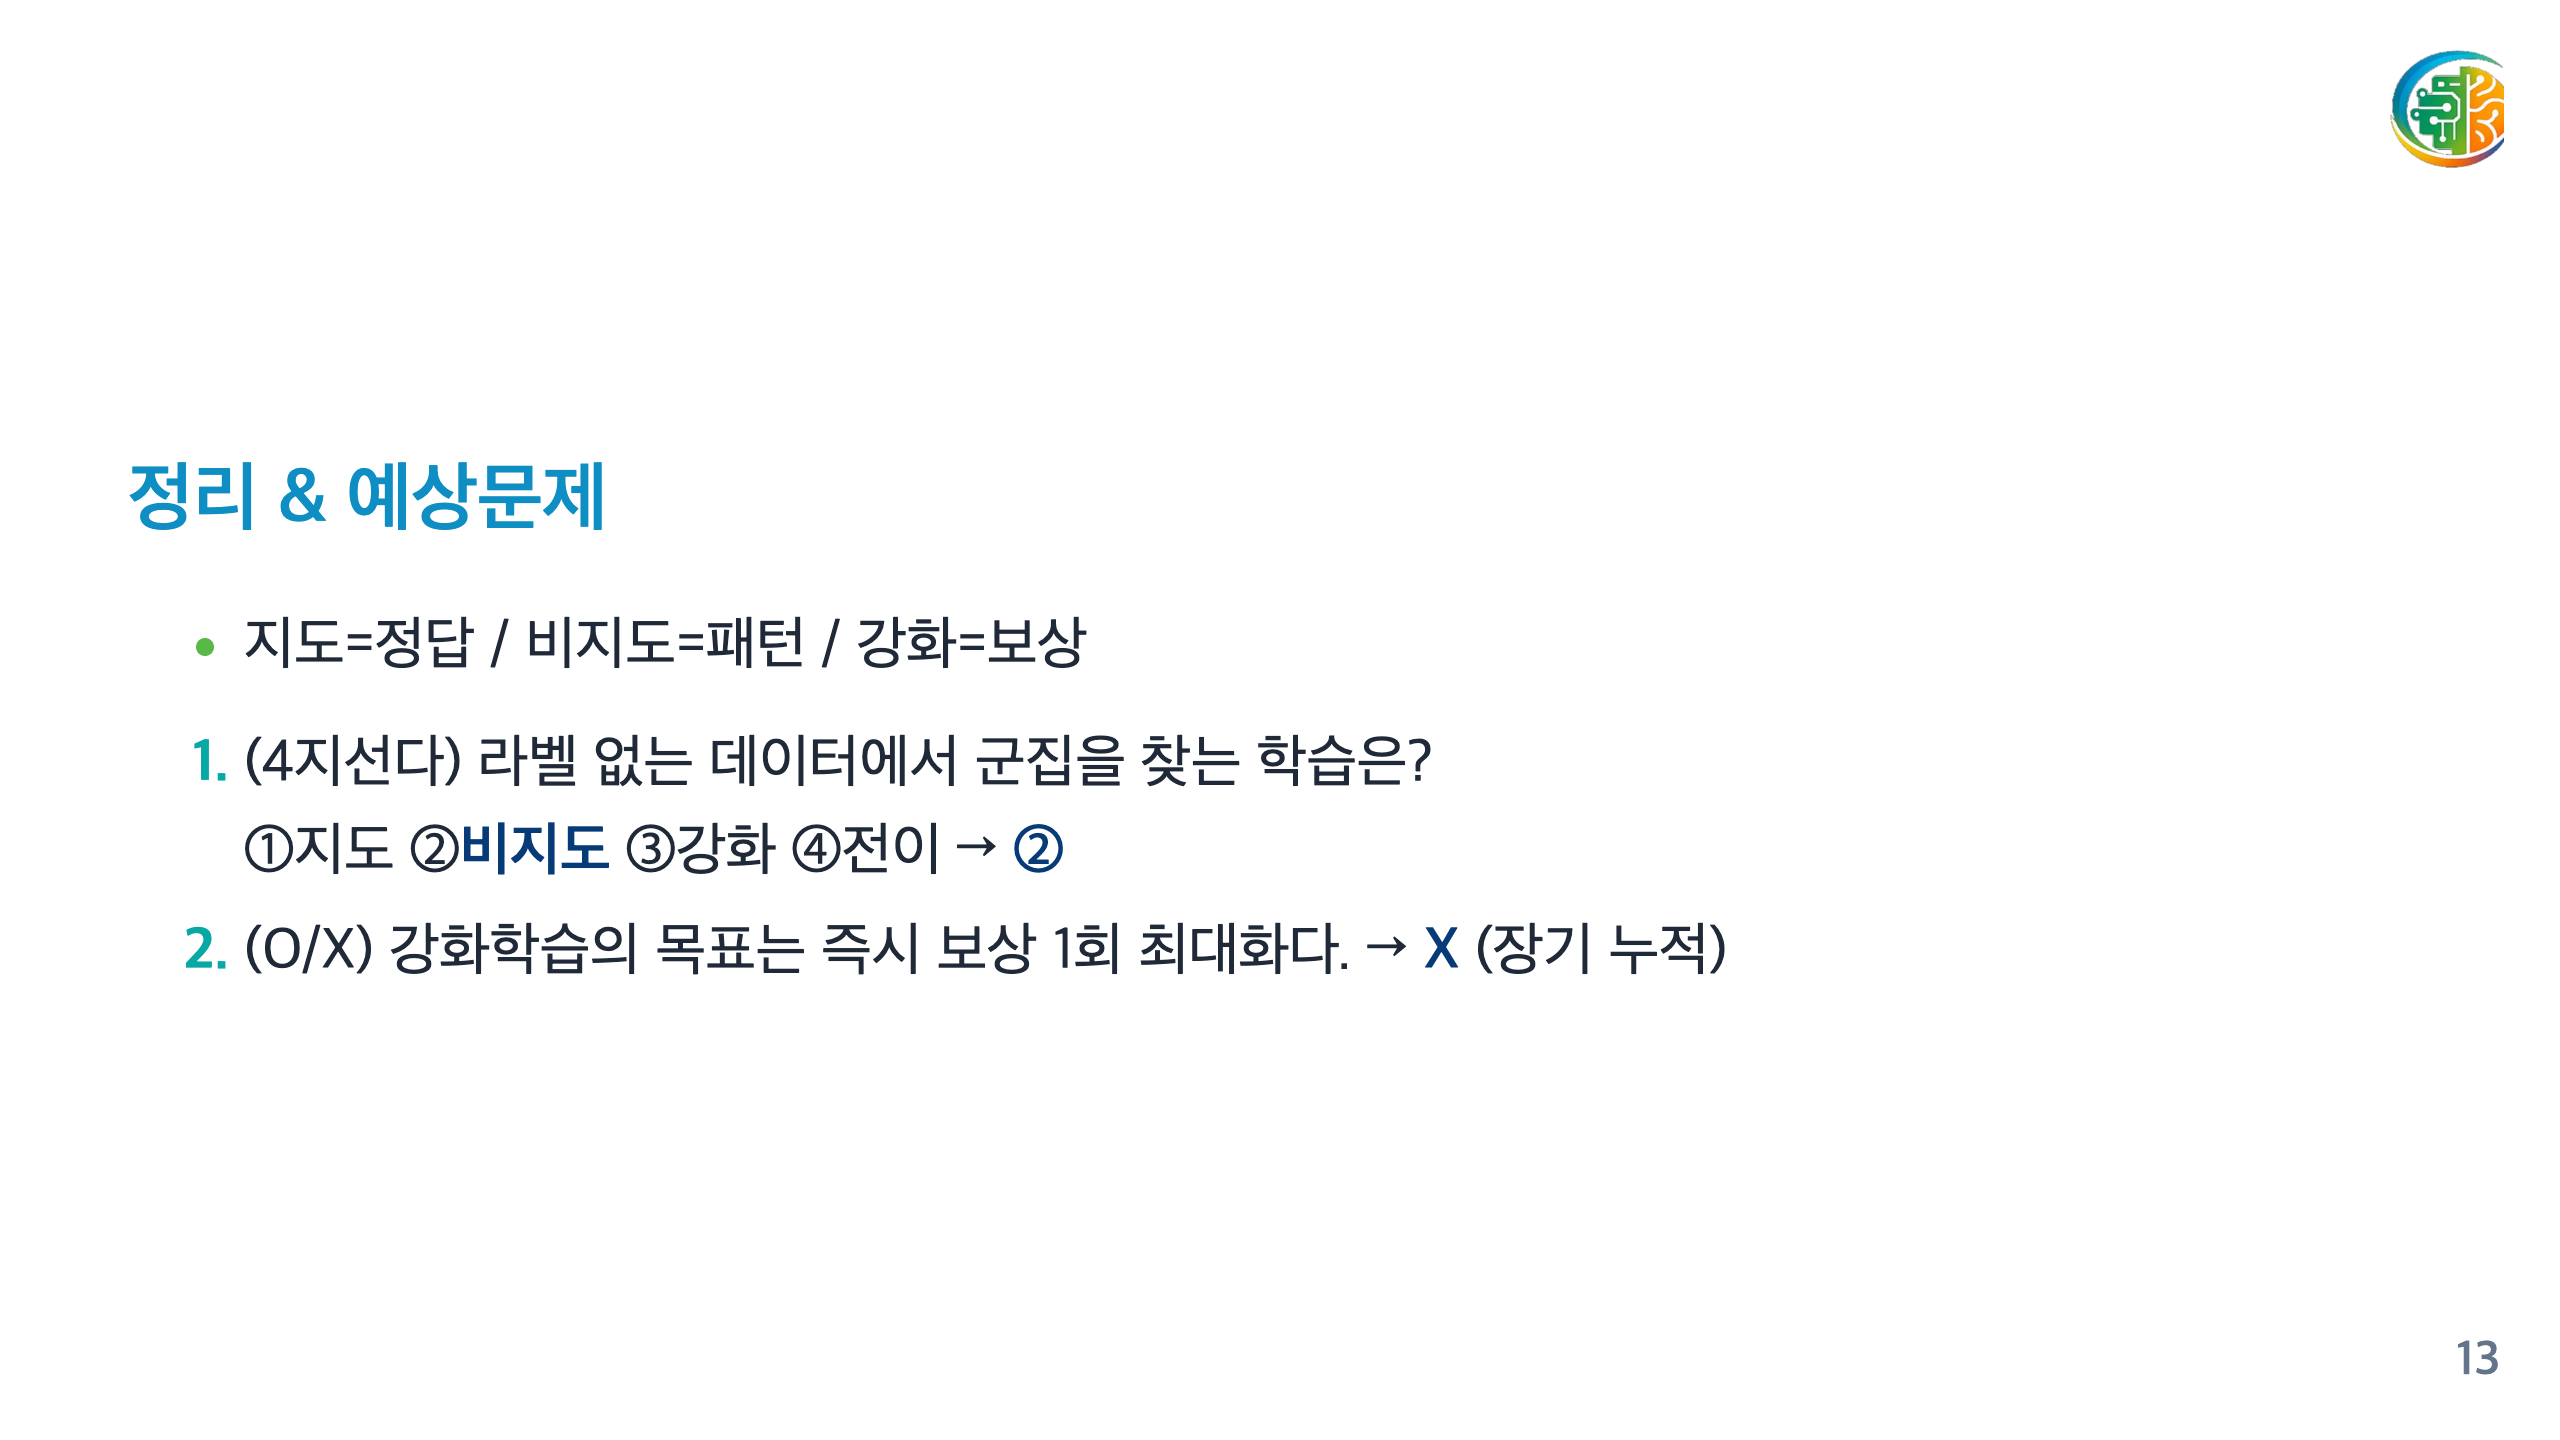 정리 & 예상문제
• 지도=정답 / 비지도=패턴 / 강화=보상
1. (4지선다) 라벨 없는 데이터에서 군집을 찾는 학습은?
①지도 ②비지도 ③강화 ④전이 → ②
2. (O/X) 강화학습의 목표는 즉시 보상 1회 최대화다. → X (장기 누적)
13